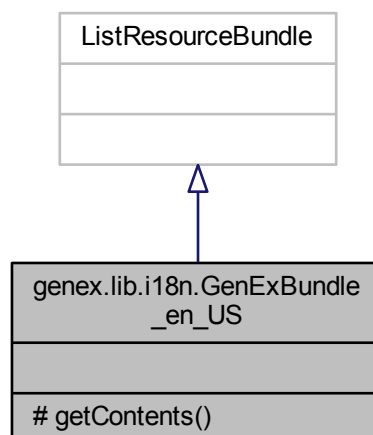 ListResourceBundle
genex.lib.i18n.GenExBundle
_en_US
# getContents()